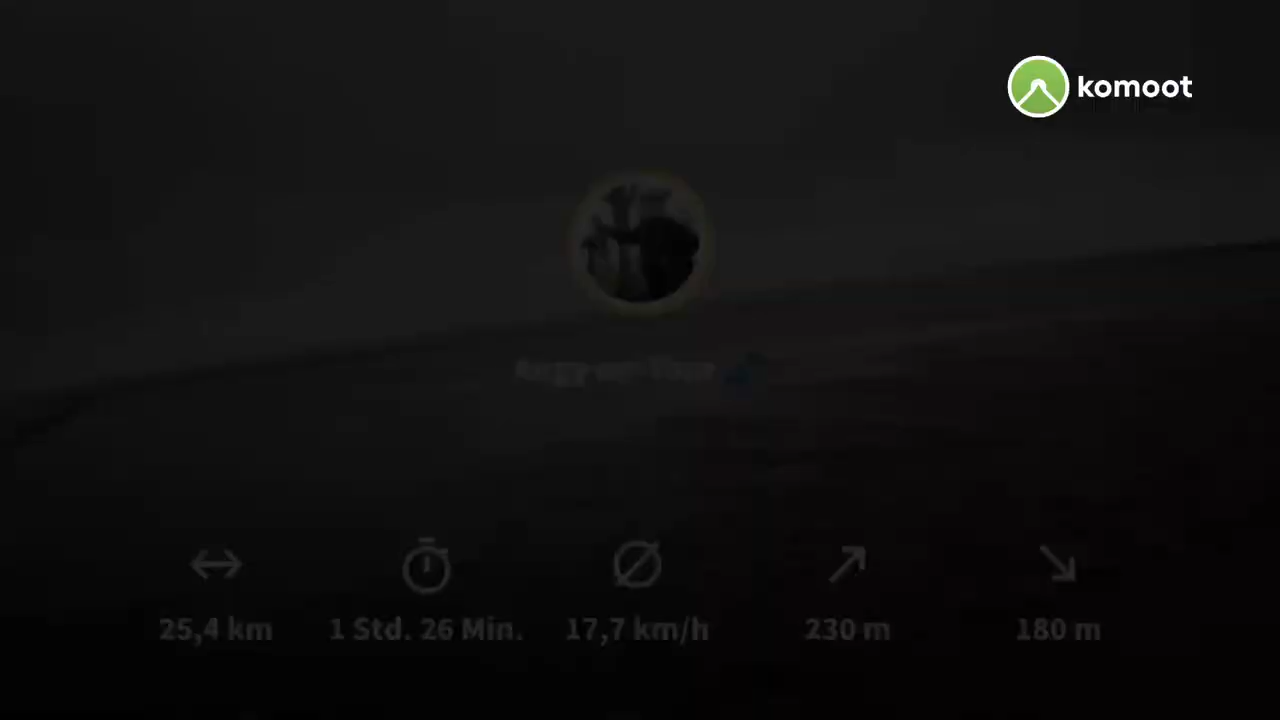 komoot
25,4 km
1 Std. 26 Min.
17,7 km/h
230 m
180 m